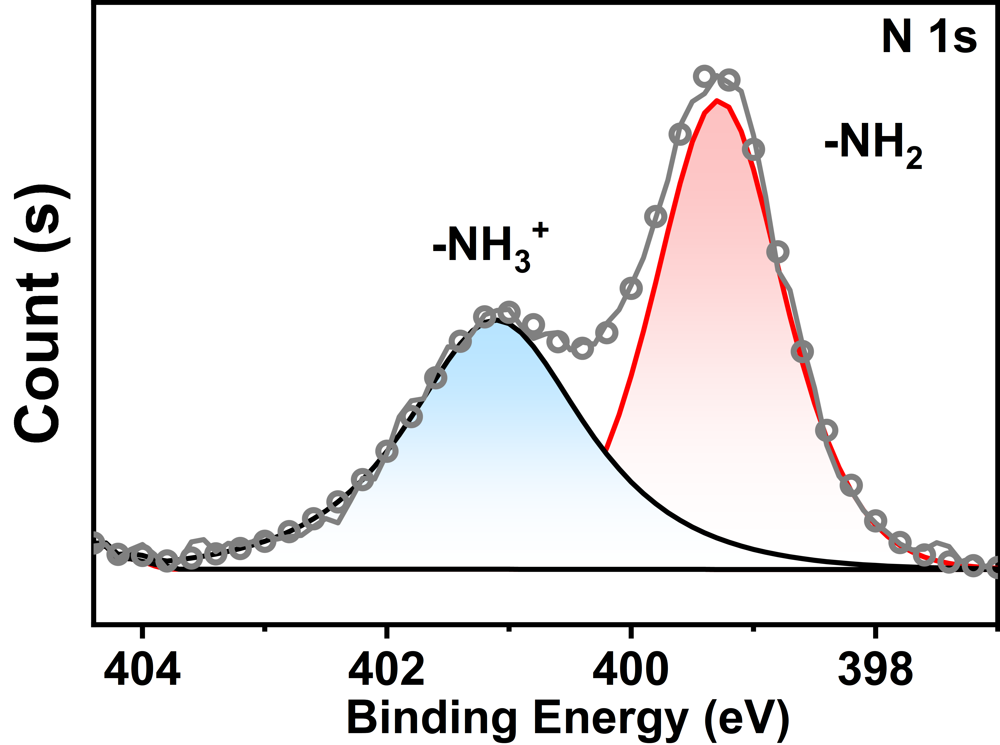 N 1s
-NH₂
-NH₃⁺
Count (s)
404 402 400 398
Binding Energy (eV)